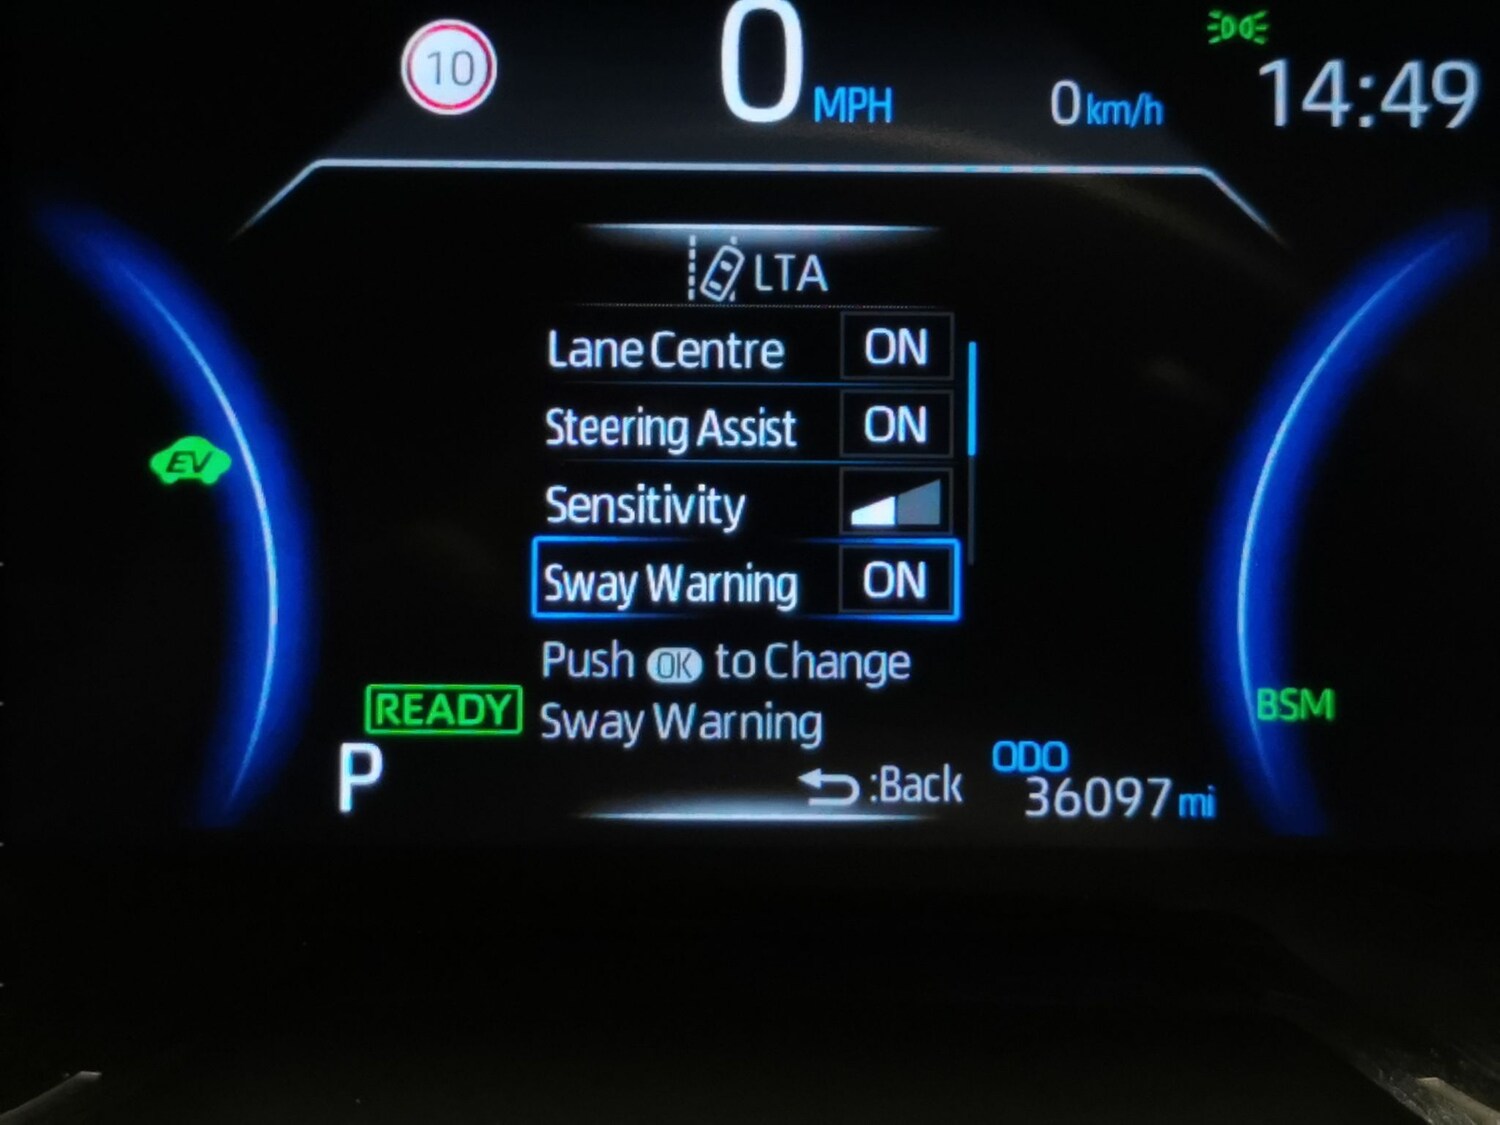 10
0 MPH
0 km/h
14:49
LTA
Lane Centre ON
Steering Assist ON
Sensitivity
Sway Warning ON
Push OK to Change
Sway Warning
:Back
EV
READY
P
BSM
ODO
36097 mi